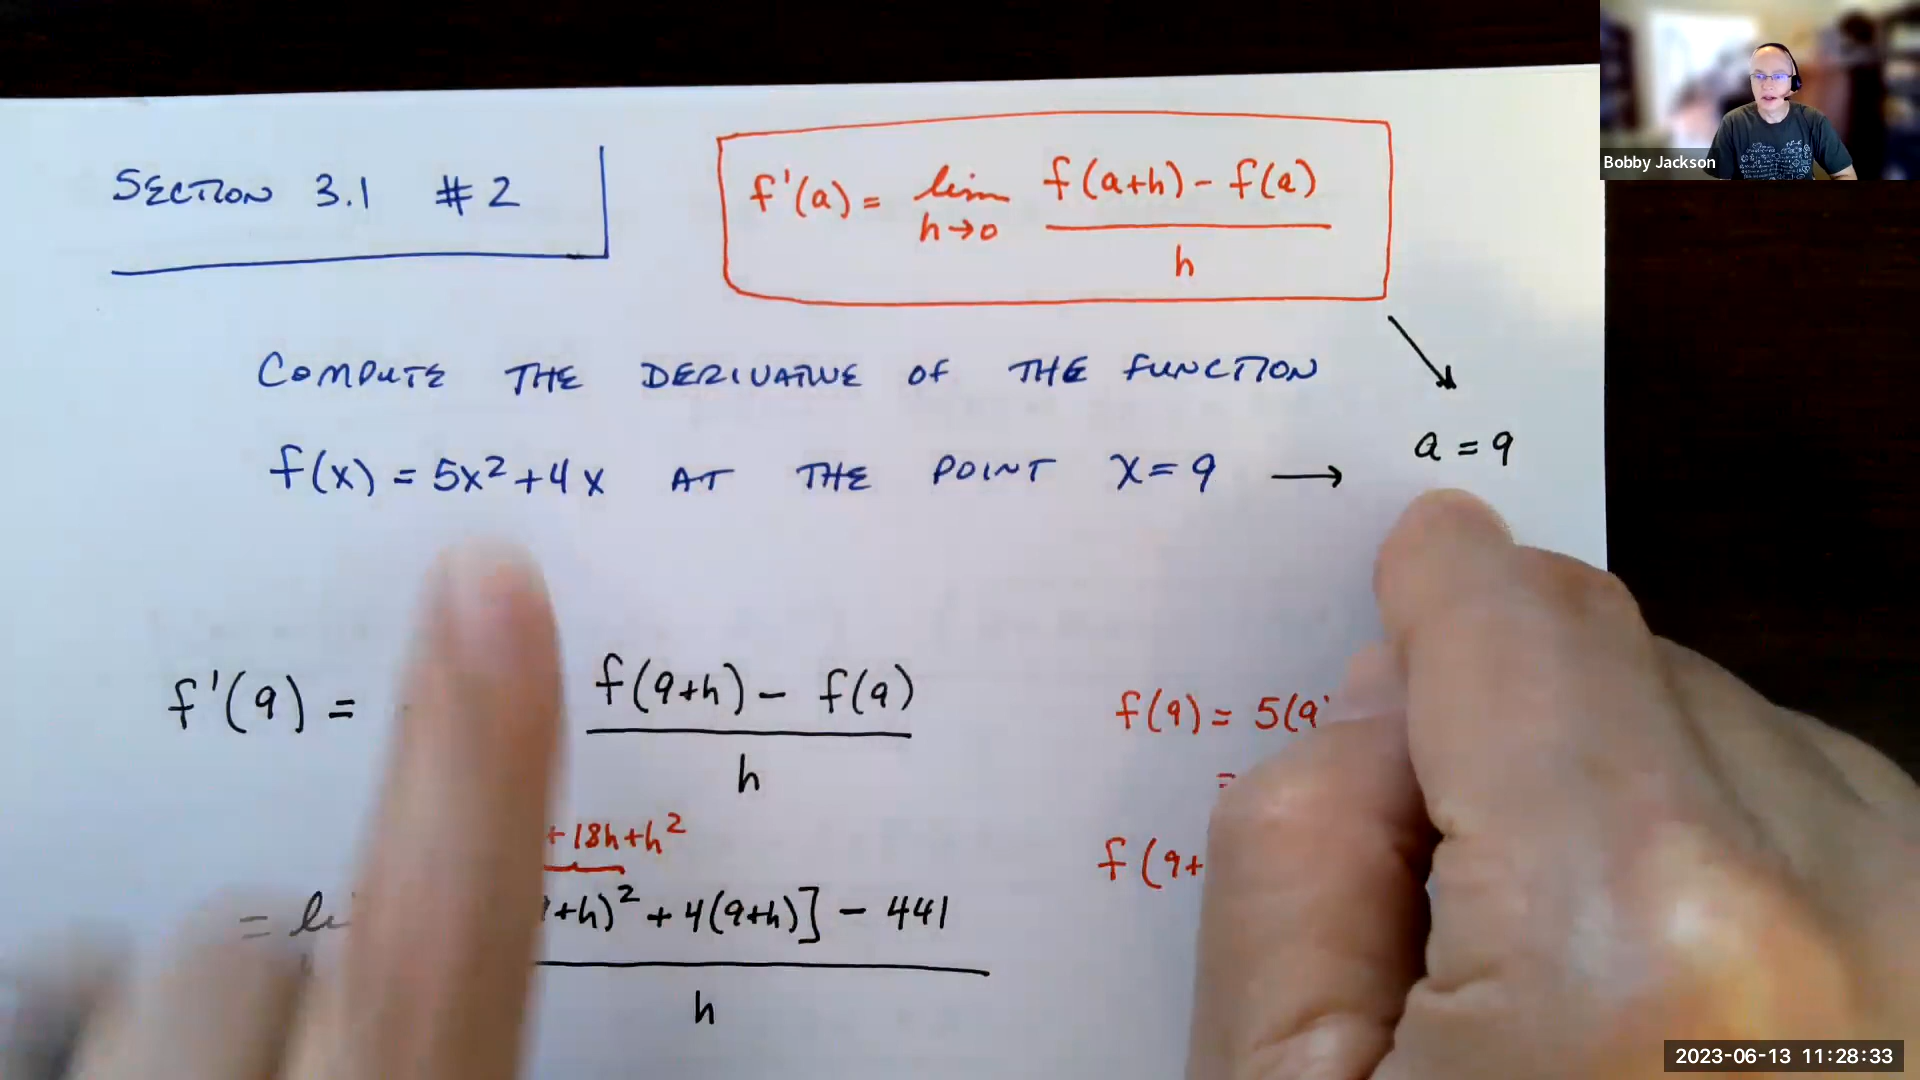 SECTION 3.1 #2
f'(a) = lim h→0 f(a+h) - f(a)
h
COMPUTE THE DERIVATIVE OF THE FUNCTION
f(x) = 5x²+4x AT THE POINT x=9 → a = 9
f'(9) = f(9+h) - f(9)
h
f(9) = 5(9
=
+18h+h²
f(9+
= li +h)² + 4(9+h)] - 441
h
Bobby Jackson
2023-06-13 11:28:33